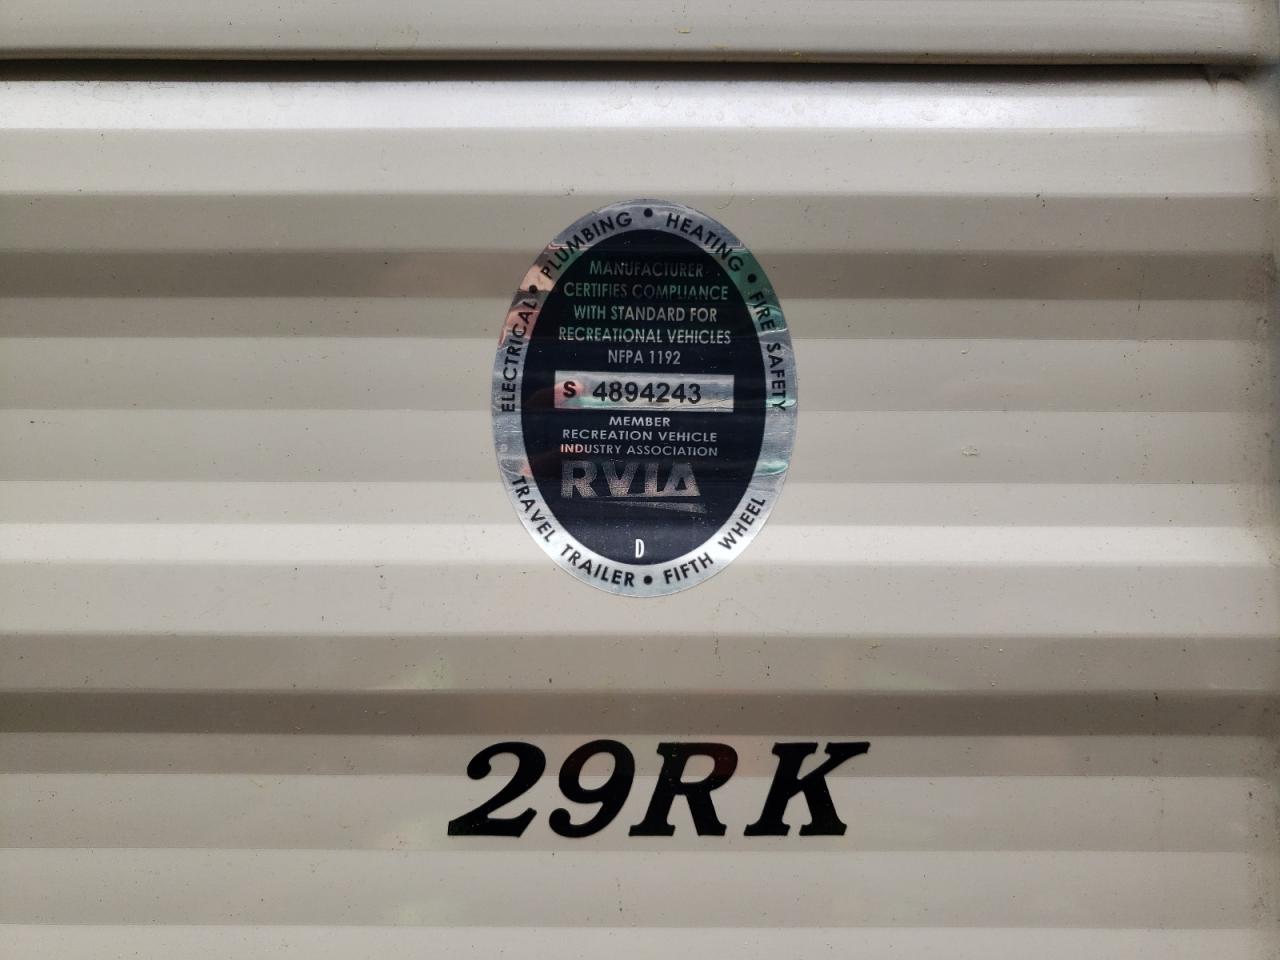 ELECTRICAL • PLUMBING • HEATING • FIRE SAFETY
MANUFACTURER
CERTIFIES COMPLIANCE
WITH STANDARD FOR
RECREATIONAL VEHICLES
NFPA 1192
S 4894243
MEMBER
RECREATION VEHICLE
INDUSTRY ASSOCIATION
RVIA
D
TRAVEL TRAILER • FIFTH WHEEL
29RK